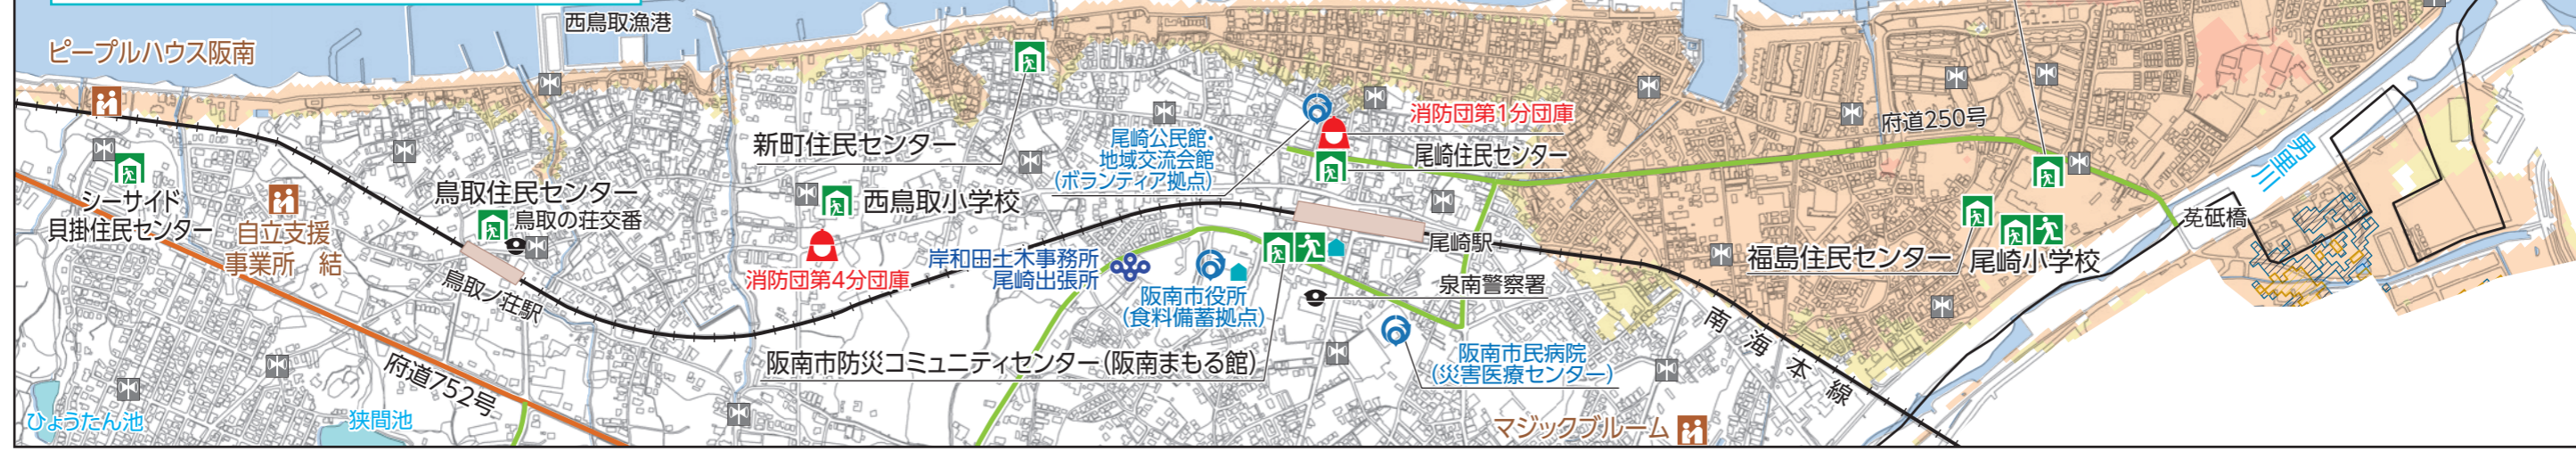 西鳥取漁港
ピープルハウス阪南
新町住民センター
尾崎公民館・
地域交流会館
(ボランティア拠点)
消防団第1分団庫
尾崎住民センター
府道250号
男里川
シーサイド
貝掛住民センター
自立支援
事業所 結
鳥取住民センター
鳥取の荘交番
鳥取ノ荘駅
西鳥取小学校
消防団第4分団庫
岸和田土木事務所
尾崎出張所
阪南市役所
(食料備蓄拠点)
尾崎駅
泉南警察署
福島住民センター
尾崎小学校
莵砥橋
南海本線
阪南市防災コミュニティセンター(阪南まもる館)
阪南市民病院
(災害医療センター)
府道752号
ひょうたん池
狭間池
マジックブルーム